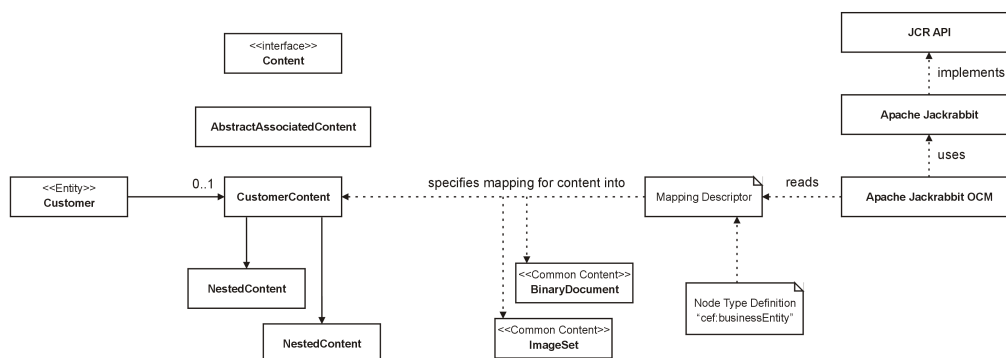 JCR API
<<interface>>
Content
implements
AbstractAssociatedContent
Apache Jackrabbit
uses
<<Entity>>
Customer
0..1
CustomerContent
specifies mapping for content into
Mapping Descriptor
reads
Apache Jackrabbit OCM
NestedContent
<<Common Content>>
BinaryDocument
Node Type Definition
“cef:businessEntity”
NestedContent
<<Common Content>>
ImageSet